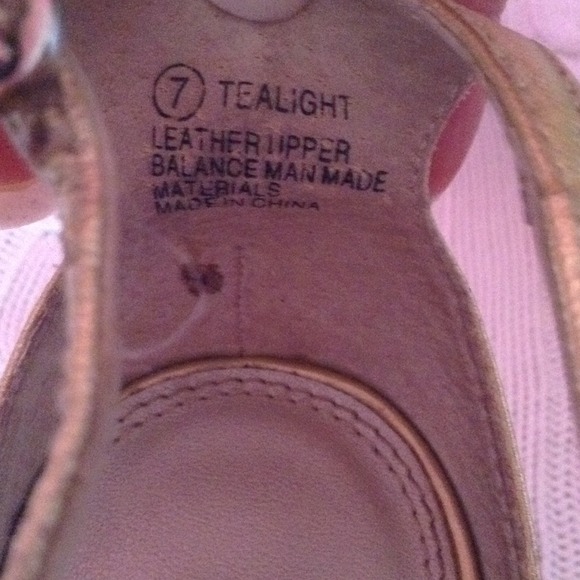 7 TEALIGHT
LEATHER UPPER
BALANCE MAN MADE
MATERIALS
MADE IN CHINA